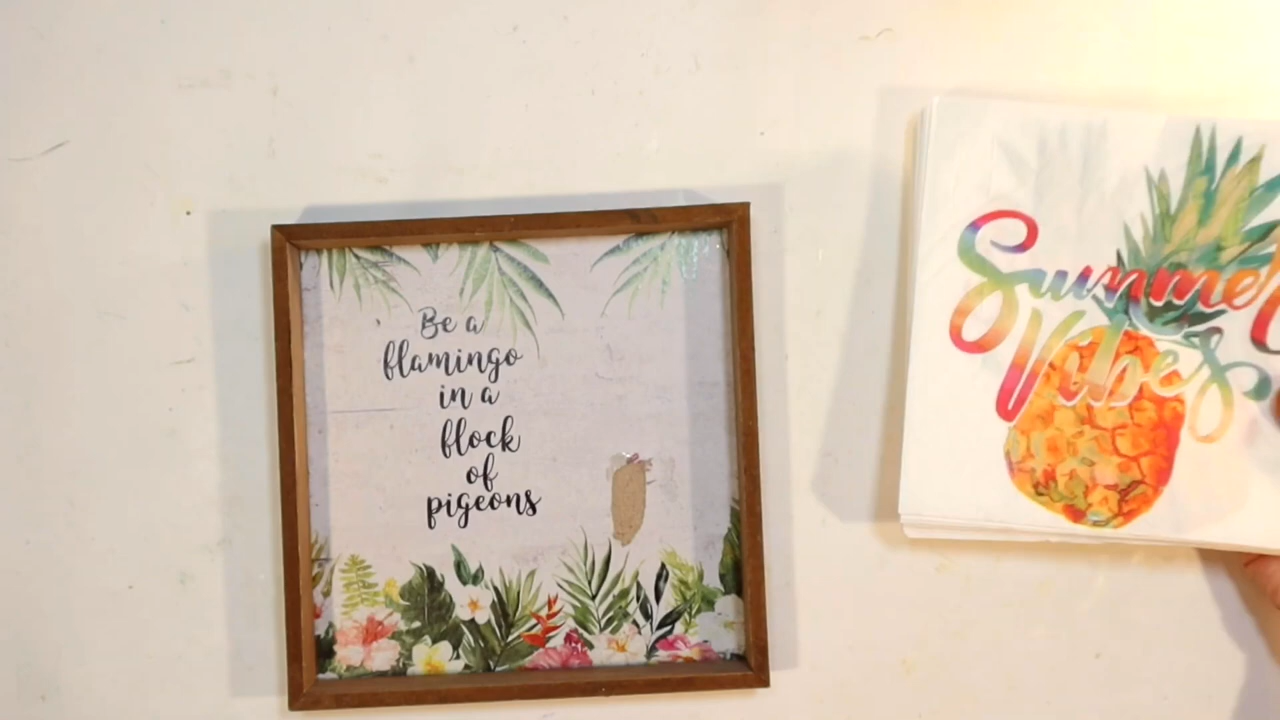 Be a
flamingo
in a
flock
of
pigeons
Summer
Vibes